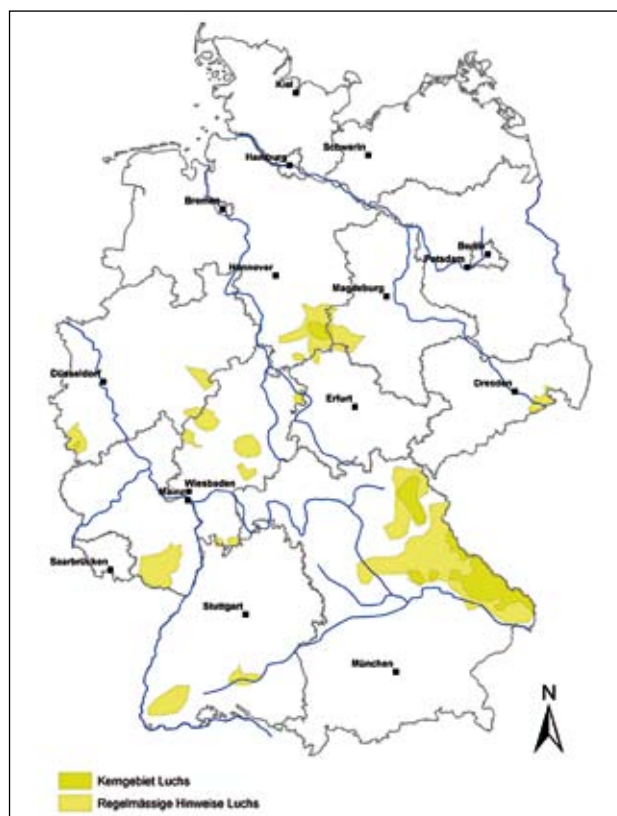 Kiel
Schwerin
Hamburg
Bremen
Berlin
Potsdam
Hannover
Magdeburg
Düsseldorf
Dresden
Erfurt
Wiesbaden
Mainz
Saarbrücken
Stuttgart
München
N
Kerngebiet Luchs
Regelmässige Hinweise Luchs